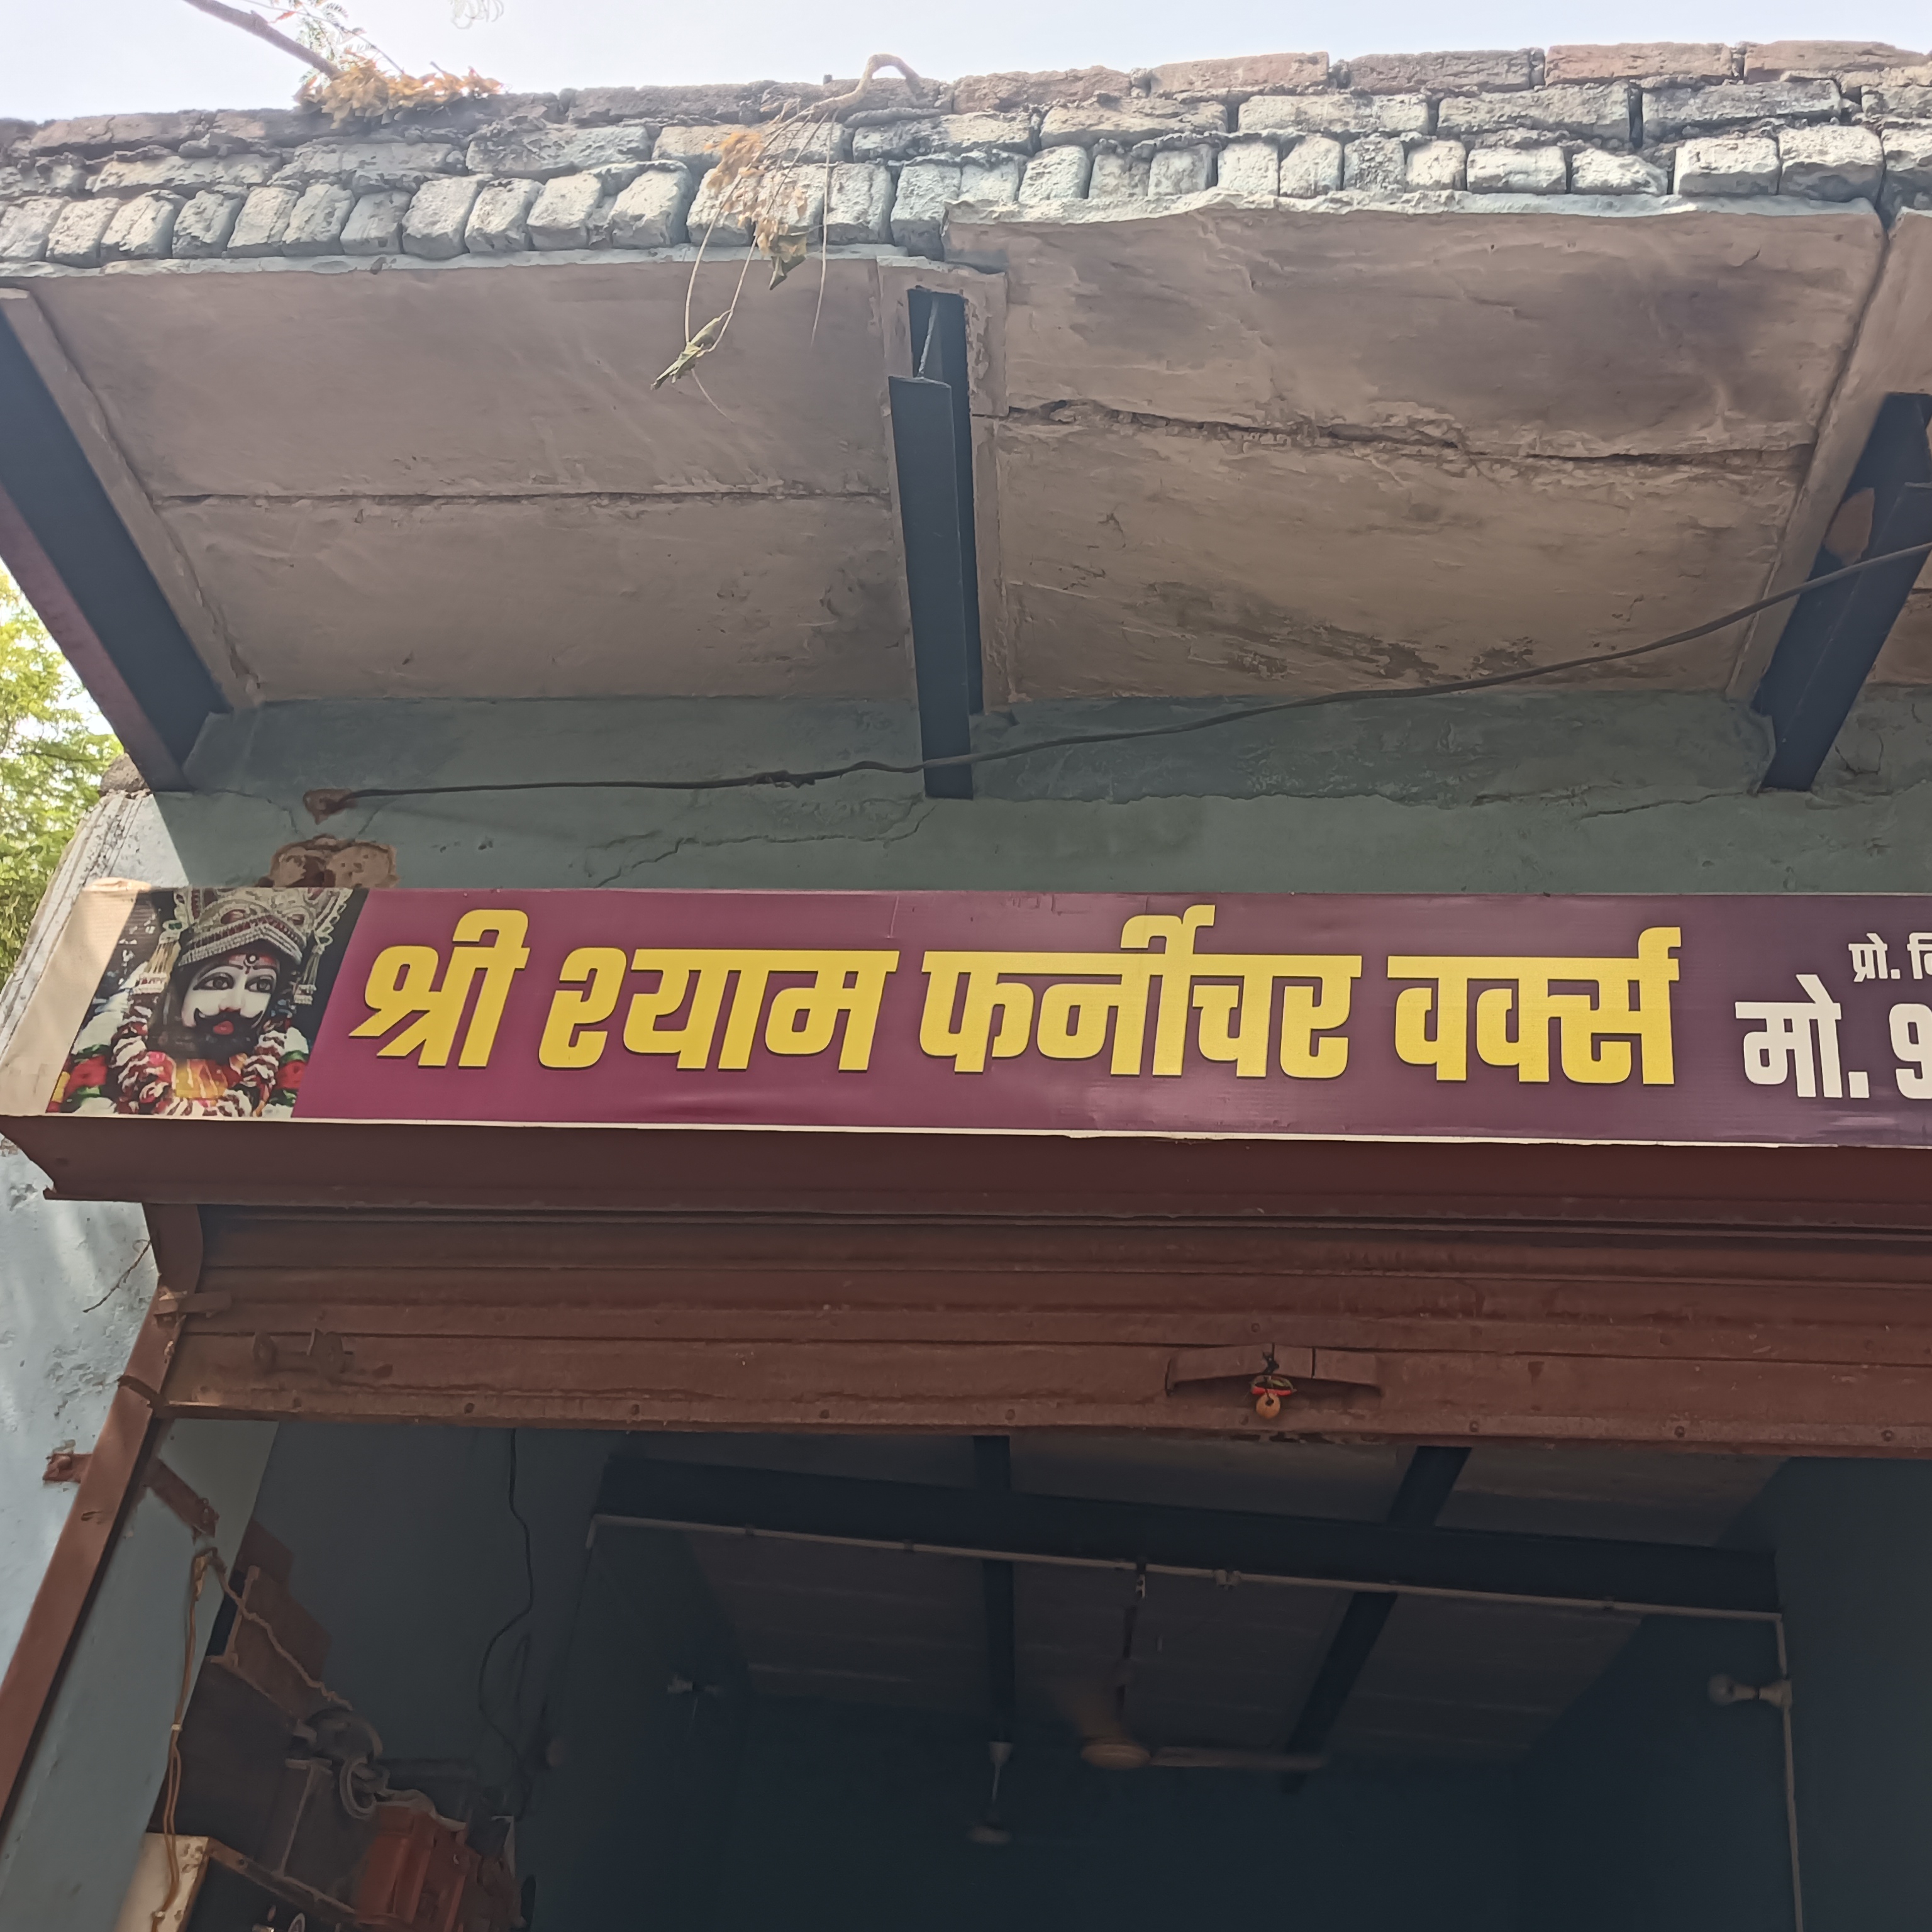 श्री श्याम फर्नीचर वर्क्स
प्रो.
मो. 9